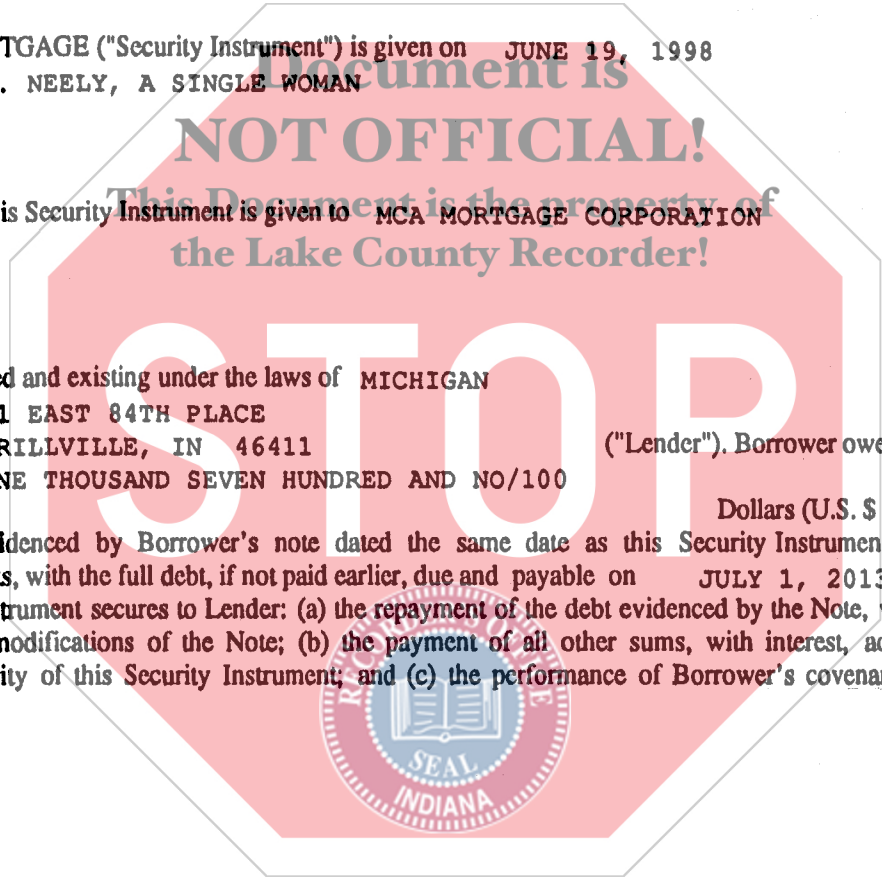 TGAGE ("Security Instrument") is given on JUNE 19, 1998
. NEELY, A SINGLE WOMAN
Document is
NOT OFFICIAL!
This Document is the property of
the Lake County Recorder!
is Security Instrument is given to MCA MORTGAGE CORPORATION
STOP
ed and existing under the laws of MICHIGAN
1 EAST 84TH PLACE
RILLVILLE, IN 46411 ("Lender"). Borrower owe
NE THOUSAND SEVEN HUNDRED AND NO/100
Dollars (U.S. $
idenced by Borrower's note dated the same date as this Security Instrumen
s, with the full debt, if not paid earlier, due and payable on JULY 1, 2013
trument secures to Lender: (a) the repayment of the debt evidenced by the Note,
nodifications of the Note; (b) the payment of all other sums, with interest, ad
ity of this Security Instrument; and (c) the performance of Borrower's covenan
RECORDER'S OFFICE
SEAL
INDIANA